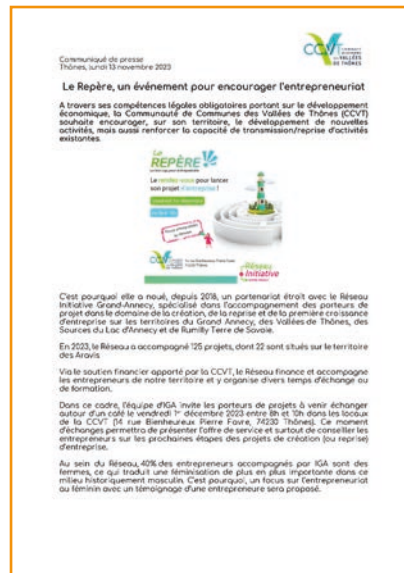 CCVT
COMMUNAUTÉ
DE COMMUNES
DES VALLÉES
DE THÔNES
Communiqué de presse
Thônes, lundi 13 novembre 2023
Le Repère, un événement pour encourager l'entrepreneuriat
A travers ses compétences légales obligatoires portant sur le développement
économique, la Communauté de Communes des Vallées de Thônes (CCVT)
souhaite encourager, sur son territoire, le développement de nouvelles
activités, mais aussi renforcer la capacité de transmission/reprise d'activités
existantes.
Le
REPÈRE
Le rendez-vous pour lancer
son projet d'entreprise !
CCVT
Réseau
Initiative
C'est pourquoi elle a noué, depuis 2018, un partenariat étroit avec le Réseau
Initiative Grand-Annecy, spécialisé dans l'accompagnement des porteurs de
projet dans le domaine de la création, de la reprise et de la première croissance
d'entreprise sur les territoires du Grand Annecy, des Vallées de Thônes, des
Sources du Lac d'Annecy et de Rumilly Terre de Savoie.
En 2023, le Réseau a accompagné 125 projets, dont 22 sont situés sur le territoire
des Aravis
Via le soutien financier apporté par la CCVT, le Réseau finance et accompagne
les entrepreneurs de notre territoire et y organise divers temps d'échange ou
de formation.
Dans ce cadre, l'équipe d'IGA invite les porteurs de projets à venir échanger
autour d'un café le vendredi 1er décembre 2023 entre 8h et 10h dans les locaux
de la CCVT (14 rue Bienheureux Pierre Favre, 74230 Thônes). Ce moment
d'échanges permettra de présenter l'offre de service et surtout de conseiller les
entrepreneurs sur les prochaines étapes des projets de création (ou reprise)
d'entreprise.
Au sein du Réseau, 40% des entrepreneurs accompagnés par IGA sont des
femmes, ce qui traduit une féminisation de plus en plus importante dans ce
milieu historiquement masculin. C'est pourquoi, un focus sur l'entrepreneuriat
au féminin avec un témoignage d'une entrepreneure sera proposé.